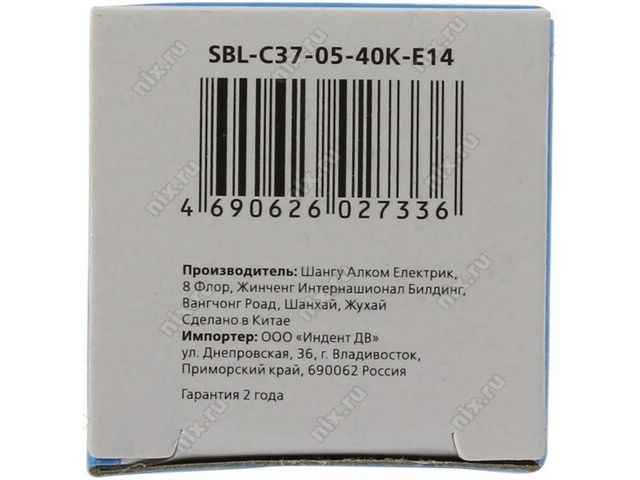 SBL-C37-05-40K-E14
4 690626 027336
Производитель: Шангу Алком Електрик,
8 Флор, Жинченг Интернашионал Билдинг,
Вангчонг Роад, Шанхай, Жухай
Сделано в Китае
Импортер: ООО «Индент ДВ»
ул. Днепровская, 36, г. Владивосток,
Приморский край, 690062 Россия
Гарантия 2 года
nix.ru